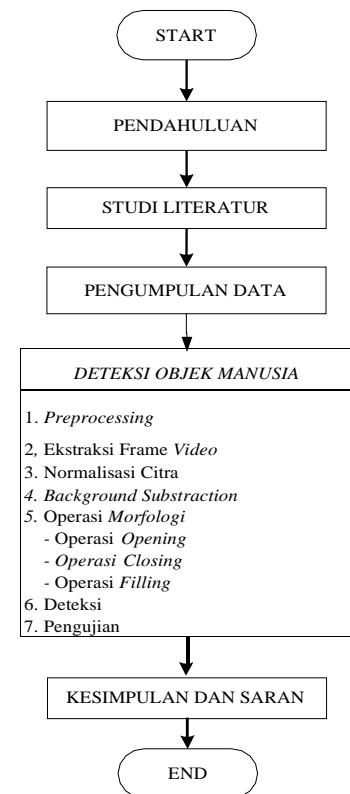 START
PENDAHULUAN
STUDI LITERATUR
PENGUMPULAN DATA
DETEKSI OBJEK MANUSIA
1. Preprocessing
2, Ekstraksi Frame Video
3. Normalisasi Citra
4. Background Substraction
5. Operasi Morfologi
- Operasi Opening
- Operasi Closing
- Operasi Filling
6. Deteksi
7. Pengujian
KESIMPULAN DAN SARAN
END